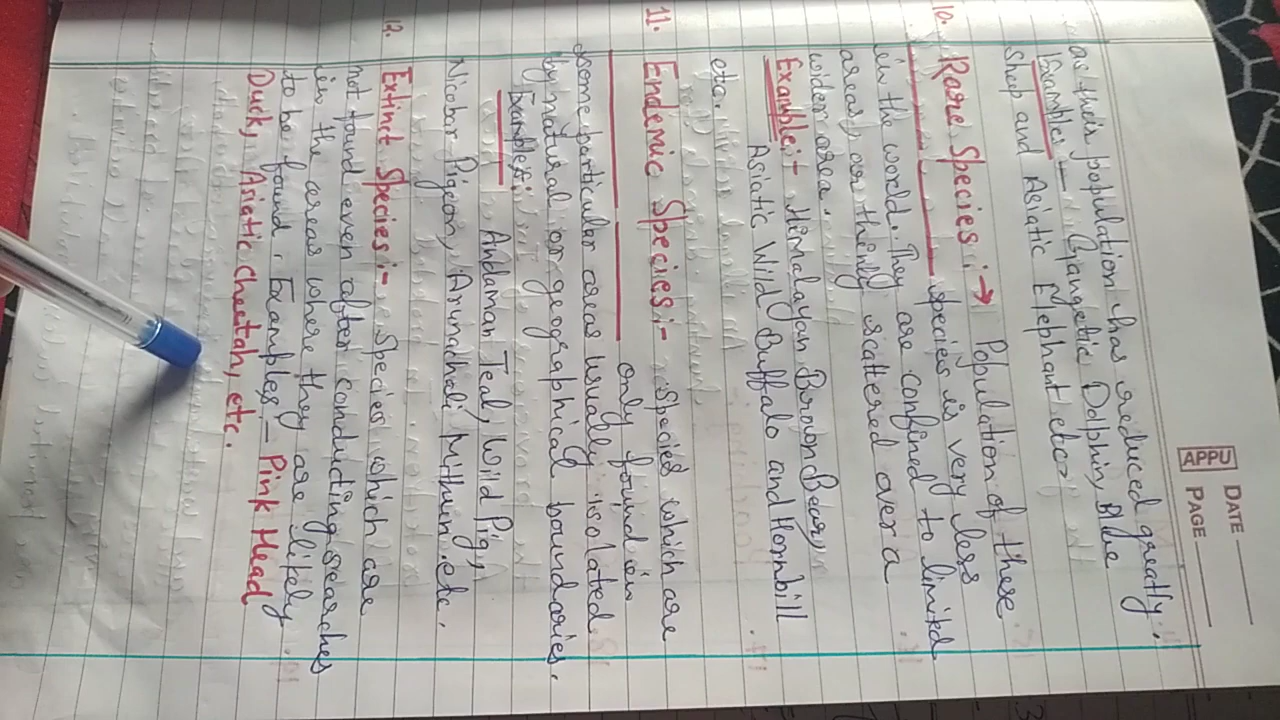 APPU
DATE
PAGE
as their population has reduced greatly.
Examples :- Gangetic Dolphin, Blue
Sheep and Asiatic Elephant etc.
10. Rare Species :→ Population of these
species is very less
in the world. They are confined to limited
areas, or thinly scattered over a
wider area.
Example:- Himalayan Brown Bear,
Asiatic Wild Buffalo and Hornbill
etc.
11. Endemic Species:- Species which are
only found in
some particular areas usually isolated
by natural or geographical boundaries.
Examples: Andaman Teal, Wild Pig,
Nicobar Pigeon, Arunachali Mithun etc.
12. Extinct Species:- Species which are
not found even after conducting searches
in the areas where they are likely
to be found. Examples:- Pink Head
Duck, Asiatic Cheetah, etc.